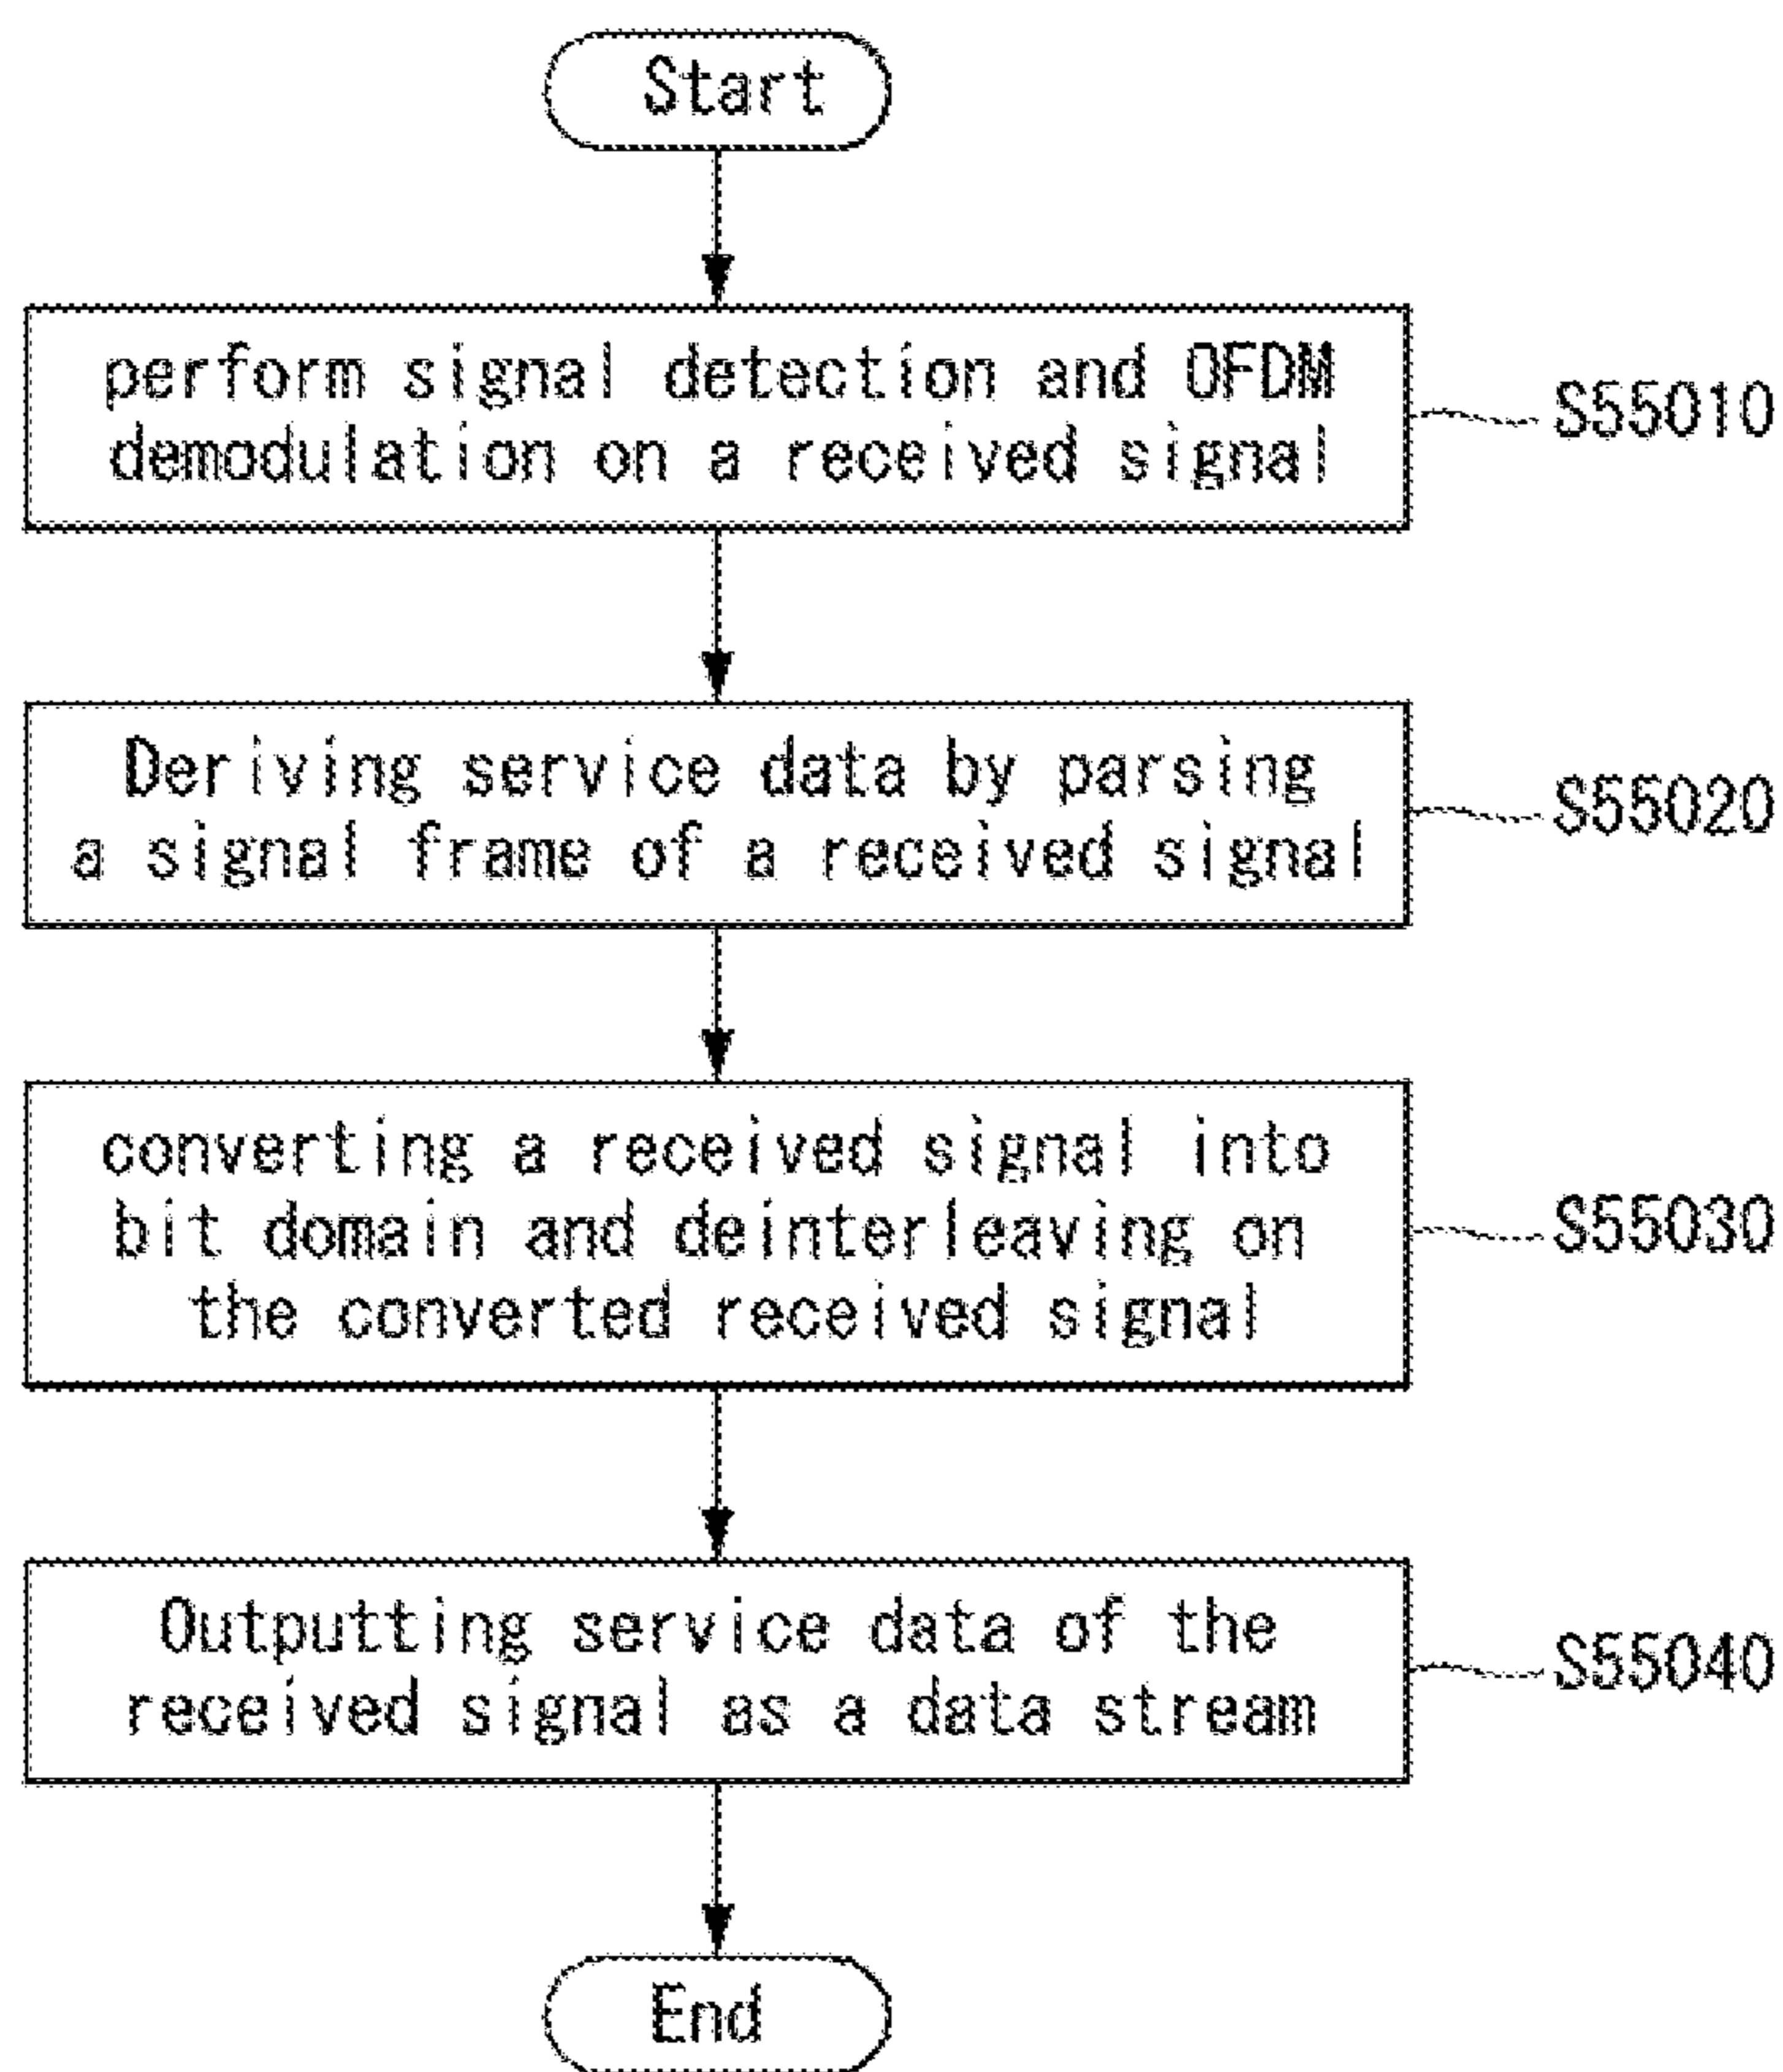 Start
perform signal detection and OFDM
demodulation on a received signal
S55010
Deriving service data by parsing
a signal frame of a received signal
S55020
converting a received signal into
bit domain and deinterleaving on
the converted received signal
S55030
Outputting service data of the
received signal as a data stream
S55040
End